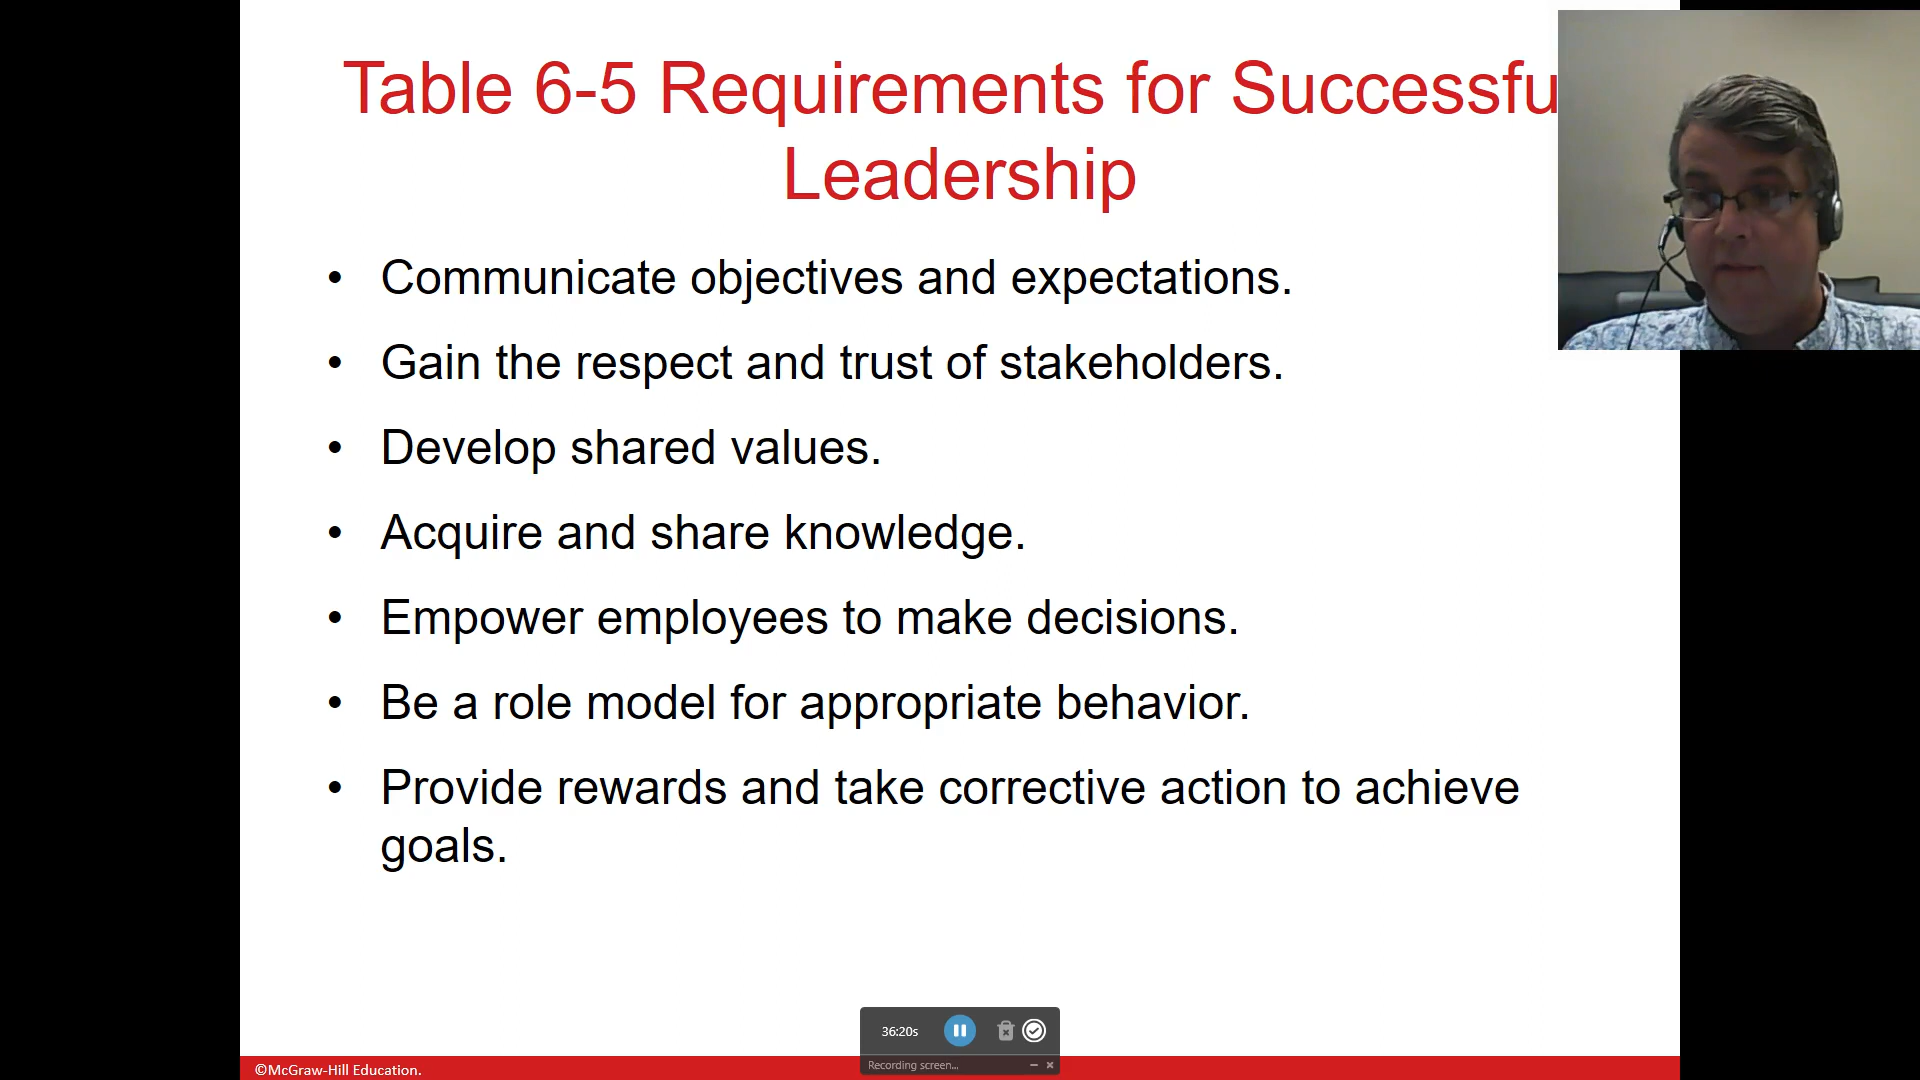 Table 6-5 Requirements for Successfu
Leadership
• Communicate objectives and expectations.
• Gain the respect and trust of stakeholders.
• Develop shared values.
• Acquire and share knowledge.
• Empower employees to make decisions.
• Be a role model for appropriate behavior.
• Provide rewards and take corrective action to achieve
goals.
36:20s
Recording screen...
©McGraw-Hill Education.